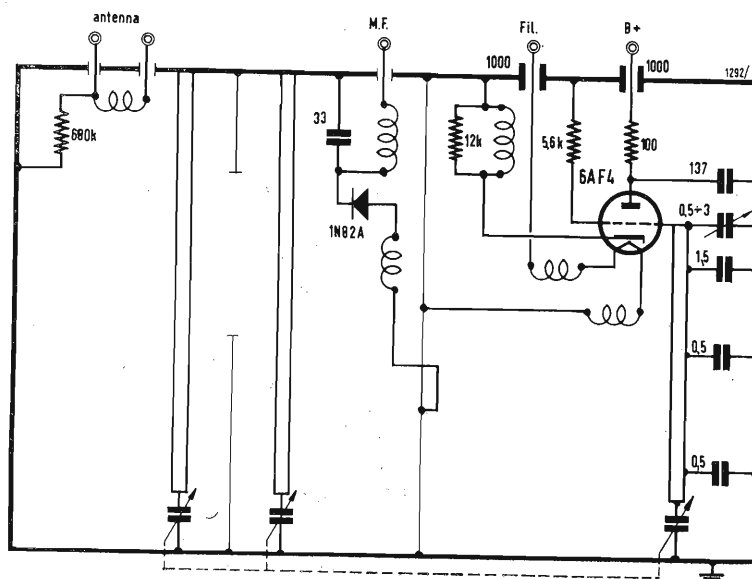 antenna
M.F.
Fil.
B+
1000
1000
1292/
680k
33
12k
5,6k
100
6AF4
137
1N82A
0,5÷3
1,5
0,5
0,5